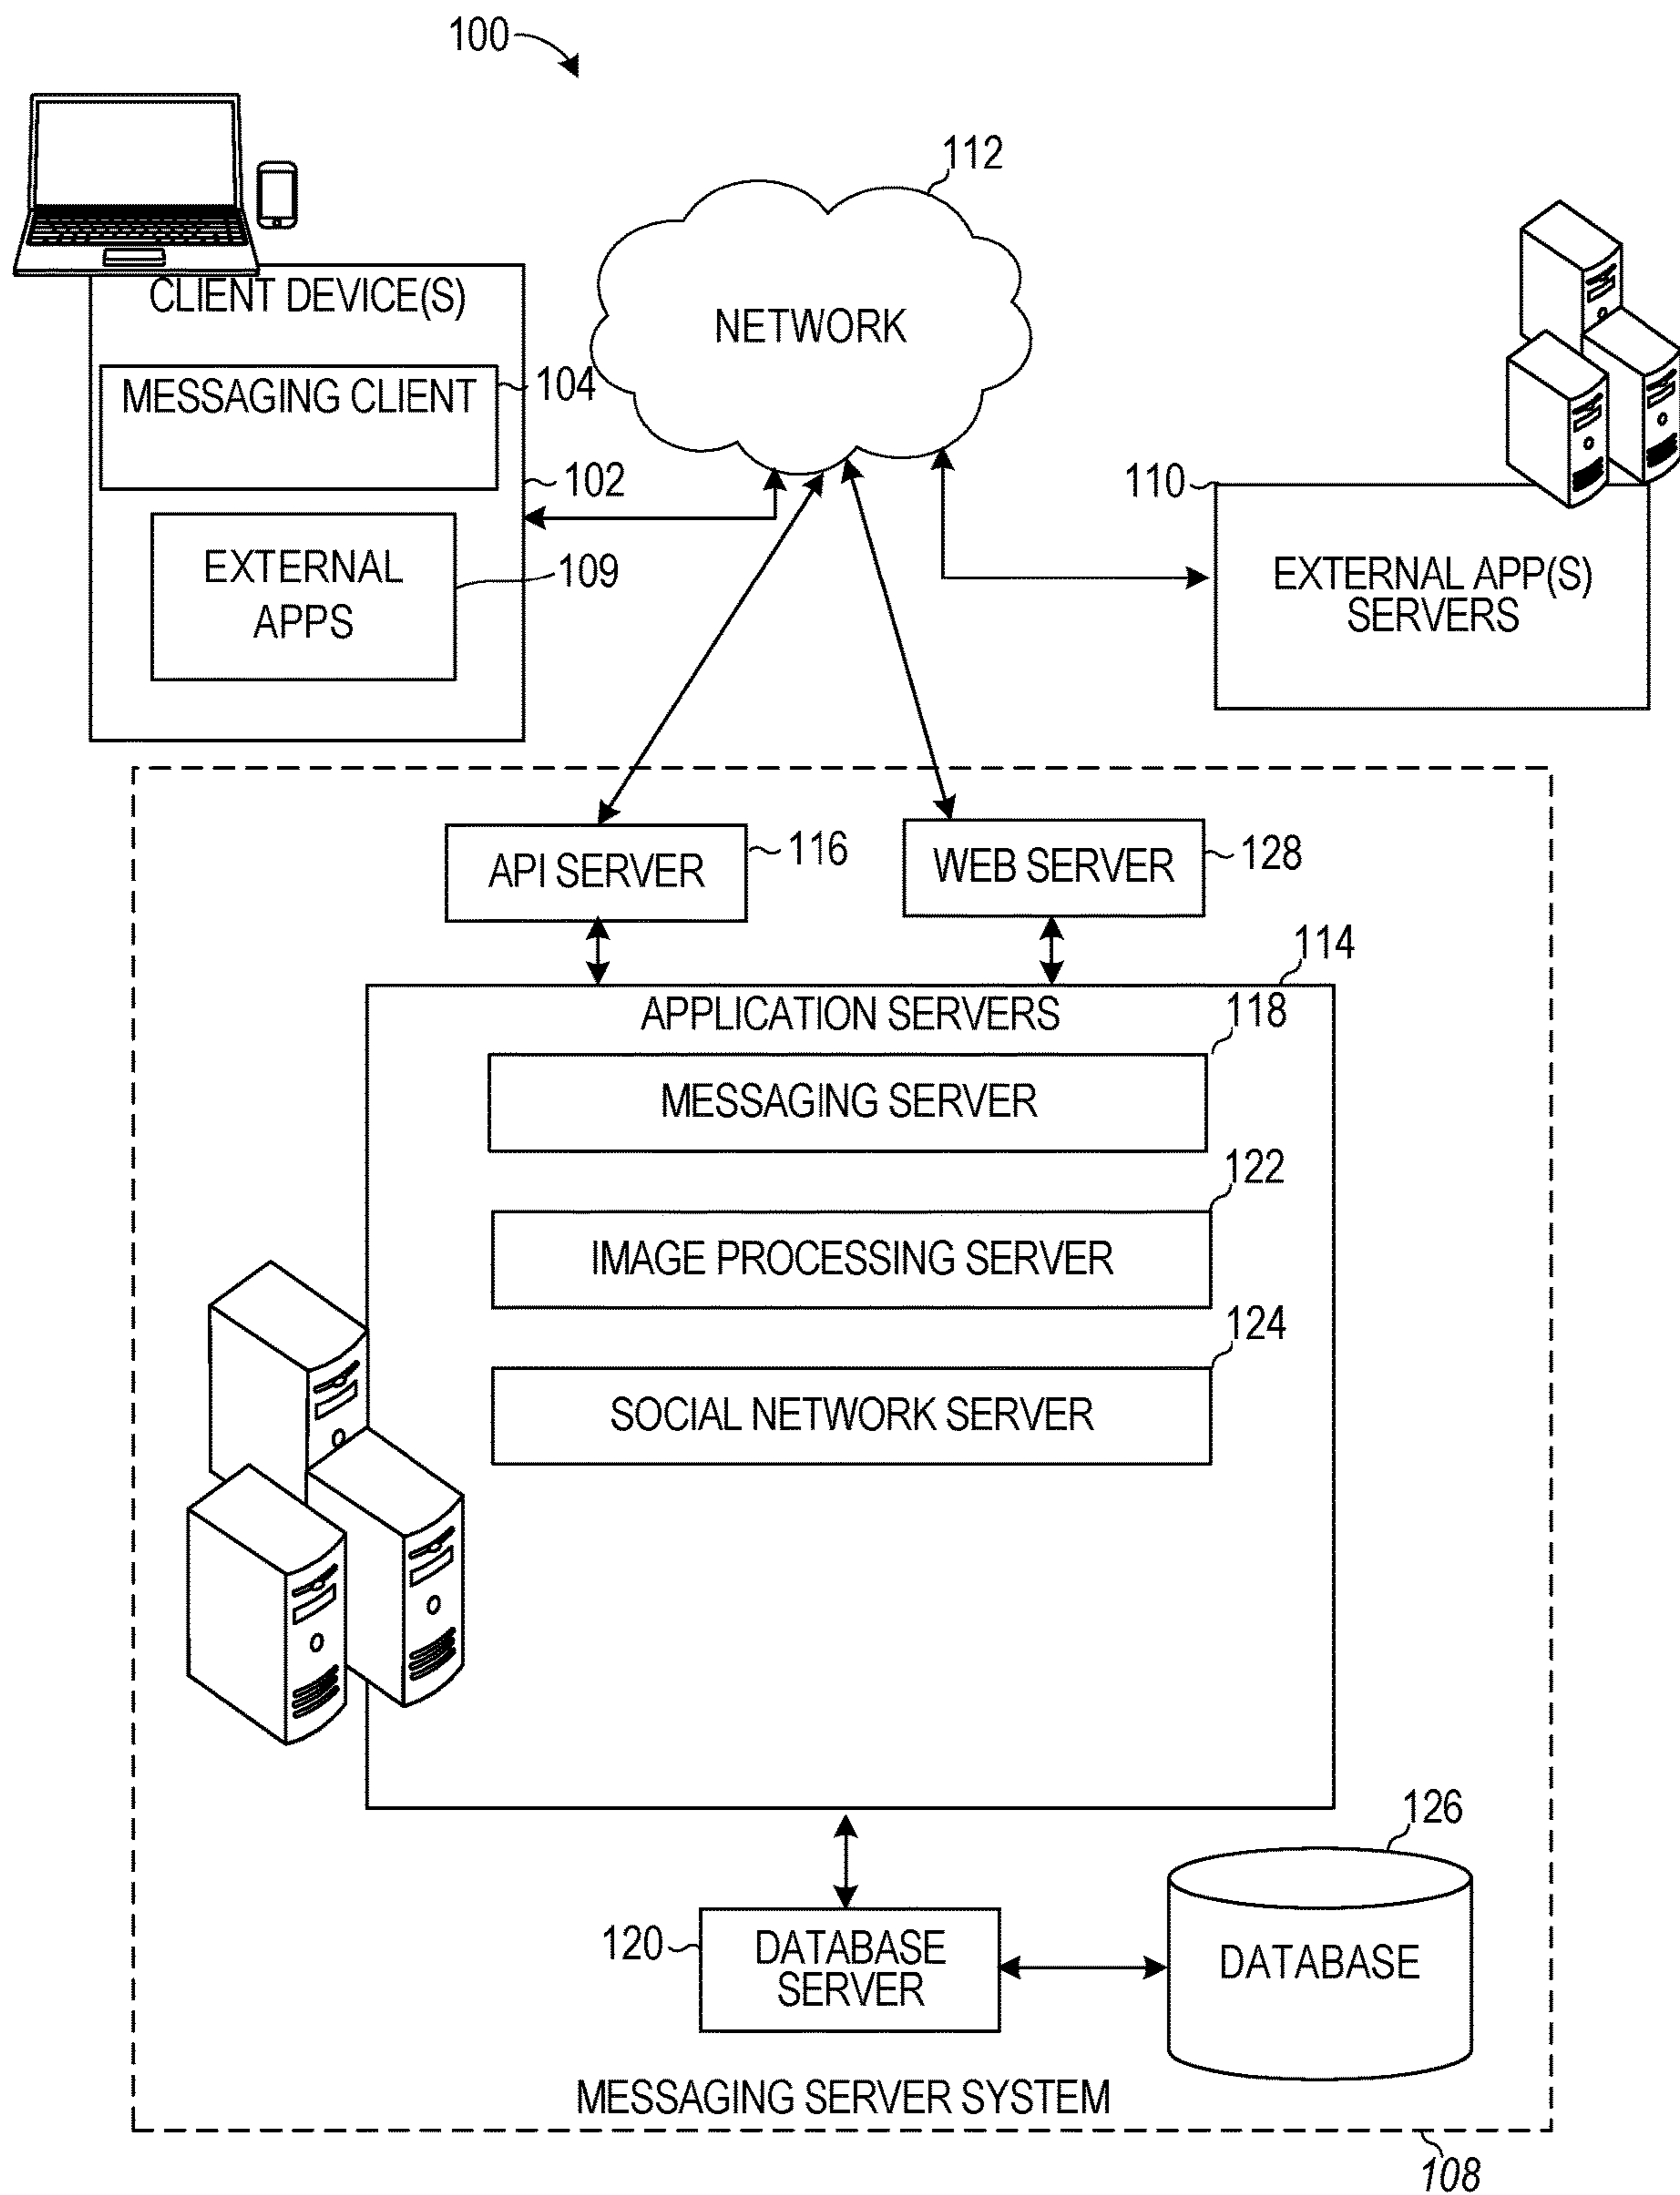 100
112
CLIENT DEVICE(S)
NETWORK
MESSAGING CLIENT
104
102
110
EXTERNAL
APPS
109
EXTERNAL APP(S)
SERVERS
API SERVER
116
WEB SERVER
128
114
APPLICATION SERVERS
118
MESSAGING SERVER
122
IMAGE PROCESSING SERVER
124
SOCIAL NETWORK SERVER
126
120
DATABASE
SERVER
DATABASE
MESSAGING SERVER SYSTEM
108